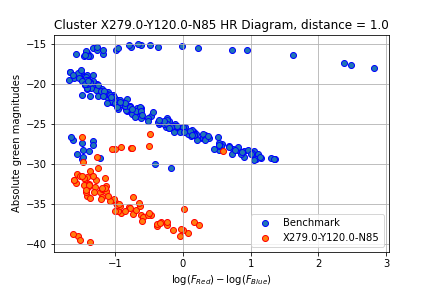 Cluster X279.0-Y120.0-N85 HR Diagram, distance = 1.0
Absolute green magnitudes
−15
−20
−25
−30
−35
−40
−1
0
1
2
3
log(F_Red) − log(F_Blue)
Benchmark
X279.0-Y120.0-N85